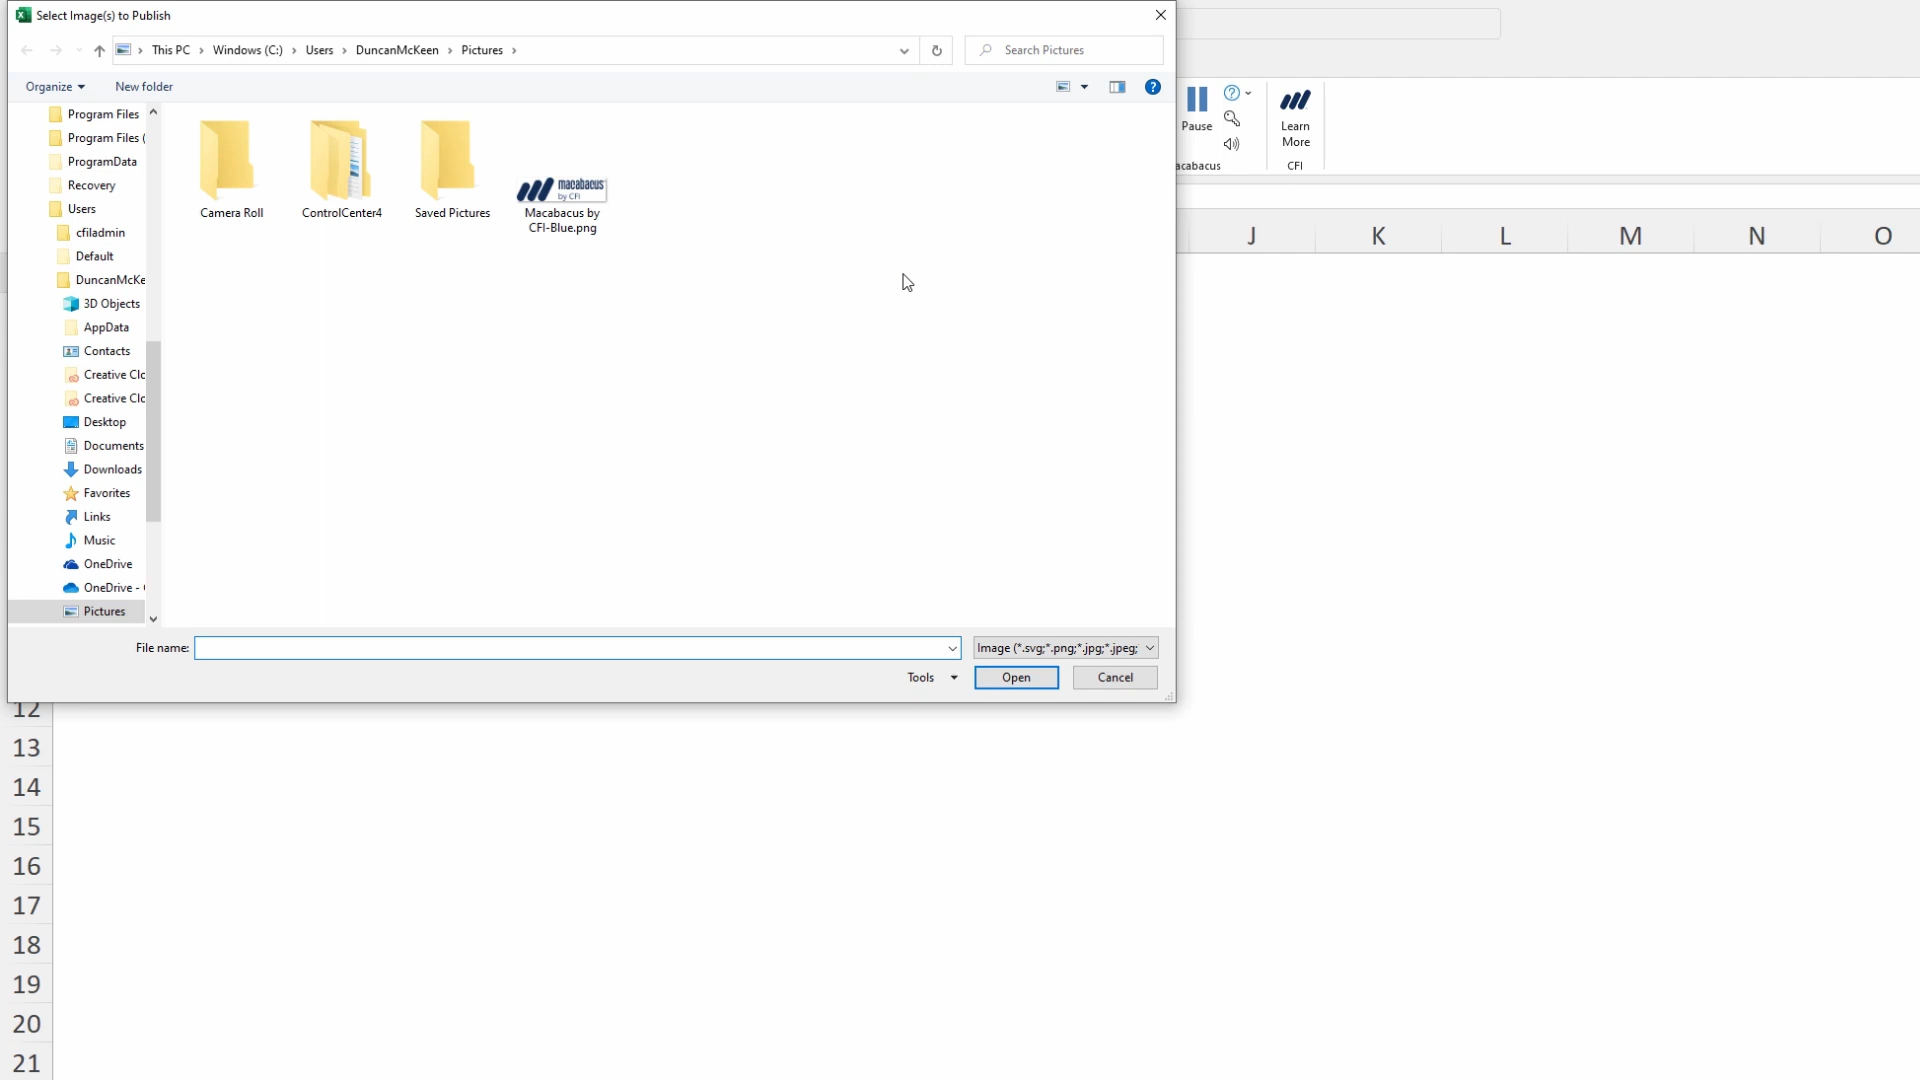 Select Image(s) to Publish
This PC › Windows (C:) › Users › DuncanMcKeen › Pictures ›
Search Pictures
Organize
New folder
Program Files
Program Files (
ProgramData
Recovery
Users
cfiladmin
Default
DuncanMcKe
3D Objects
AppData
Contacts
Creative Clo
Creative Clo
Desktop
Documents
Downloads
Favorites
Links
Music
OneDrive
OneDrive -
Pictures
Camera Roll
ControlCenter4
Saved Pictures
macabacus
by CFI
Macabacus by
CFI-Blue.png
File name:
Image (*.svg;*.png;*.jpg;*.jpeg;
Tools
Open
Cancel
Pause
Learn
More
acabacus
CFI
J K L M N O
12
13
14
15
16
17
18
19
20
21